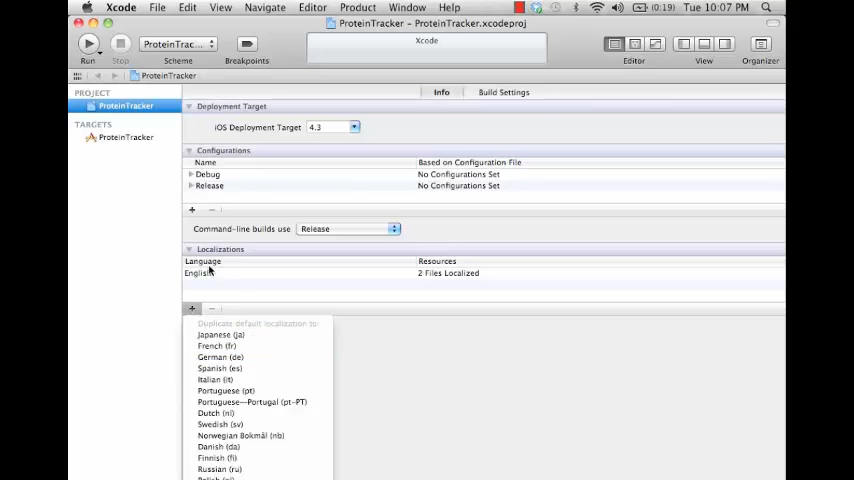 Xcode File Edit View Navigate Editor Product Window Help (0:19) Tue 10:07 PM
ProteinTracker – ProteinTracker.xcodeproj
ProteinTrac...
Xcode
Run Stop Scheme Breakpoints Editor View Organizer
ProteinTracker
PROJECT
ProteinTracker
TARGETS
ProteinTracker
Info Build Settings
Deployment Target
iOS Deployment Target 4.3
Configurations
Name Based on Configuration File
Debug No Configurations Set
Release No Configurations Set
+ –
Command-line builds use Release
Localizations
Language Resources
English 2 Files Localized
+ –
Duplicate default localization to:
Japanese (ja)
French (fr)
German (de)
Spanish (es)
Italian (it)
Portuguese (pt)
Portuguese—Portugal (pt-PT)
Dutch (nl)
Swedish (sv)
Norwegian Bokmål (nb)
Danish (da)
Finnish (fi)
Russian (ru)